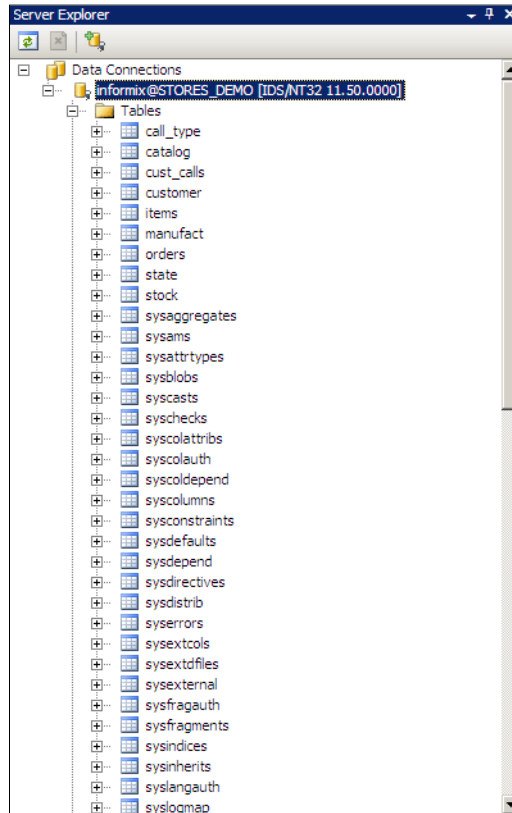 Server Explorer
Data Connections
informix@STORES_DEMO [IDS/NT32 11.50.0000]
Tables
call_type
catalog
cust_calls
customer
items
manufact
orders
state
stock
sysaggregates
sysams
sysattrtypes
sysblobs
syscasts
syschecks
syscolattribs
syscolauth
syscoldepend
syscolumns
sysconstraints
sysdefaults
sysdepend
sysdirectives
sysdistrib
syserrors
sysextcols
sysextdfiles
sysexternal
sysfragauth
sysfragments
sysindices
sysinherits
syslangauth
syslogmap